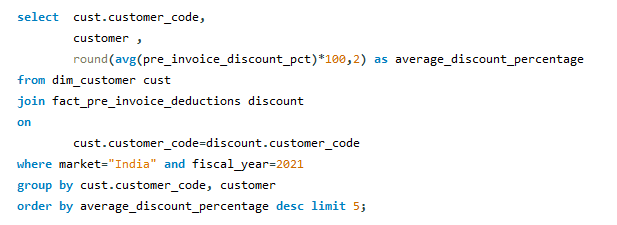 select  cust.customer_code,
        customer ,
        round(avg(pre_invoice_discount_pct)*100,2) as average_discount_percentage
from dim_customer cust
join fact_pre_invoice_deductions discount
on
        cust.customer_code=discount.customer_code
where market="India" and fiscal_year=2021
group by cust.customer_code, customer
order by average_discount_percentage desc limit 5;